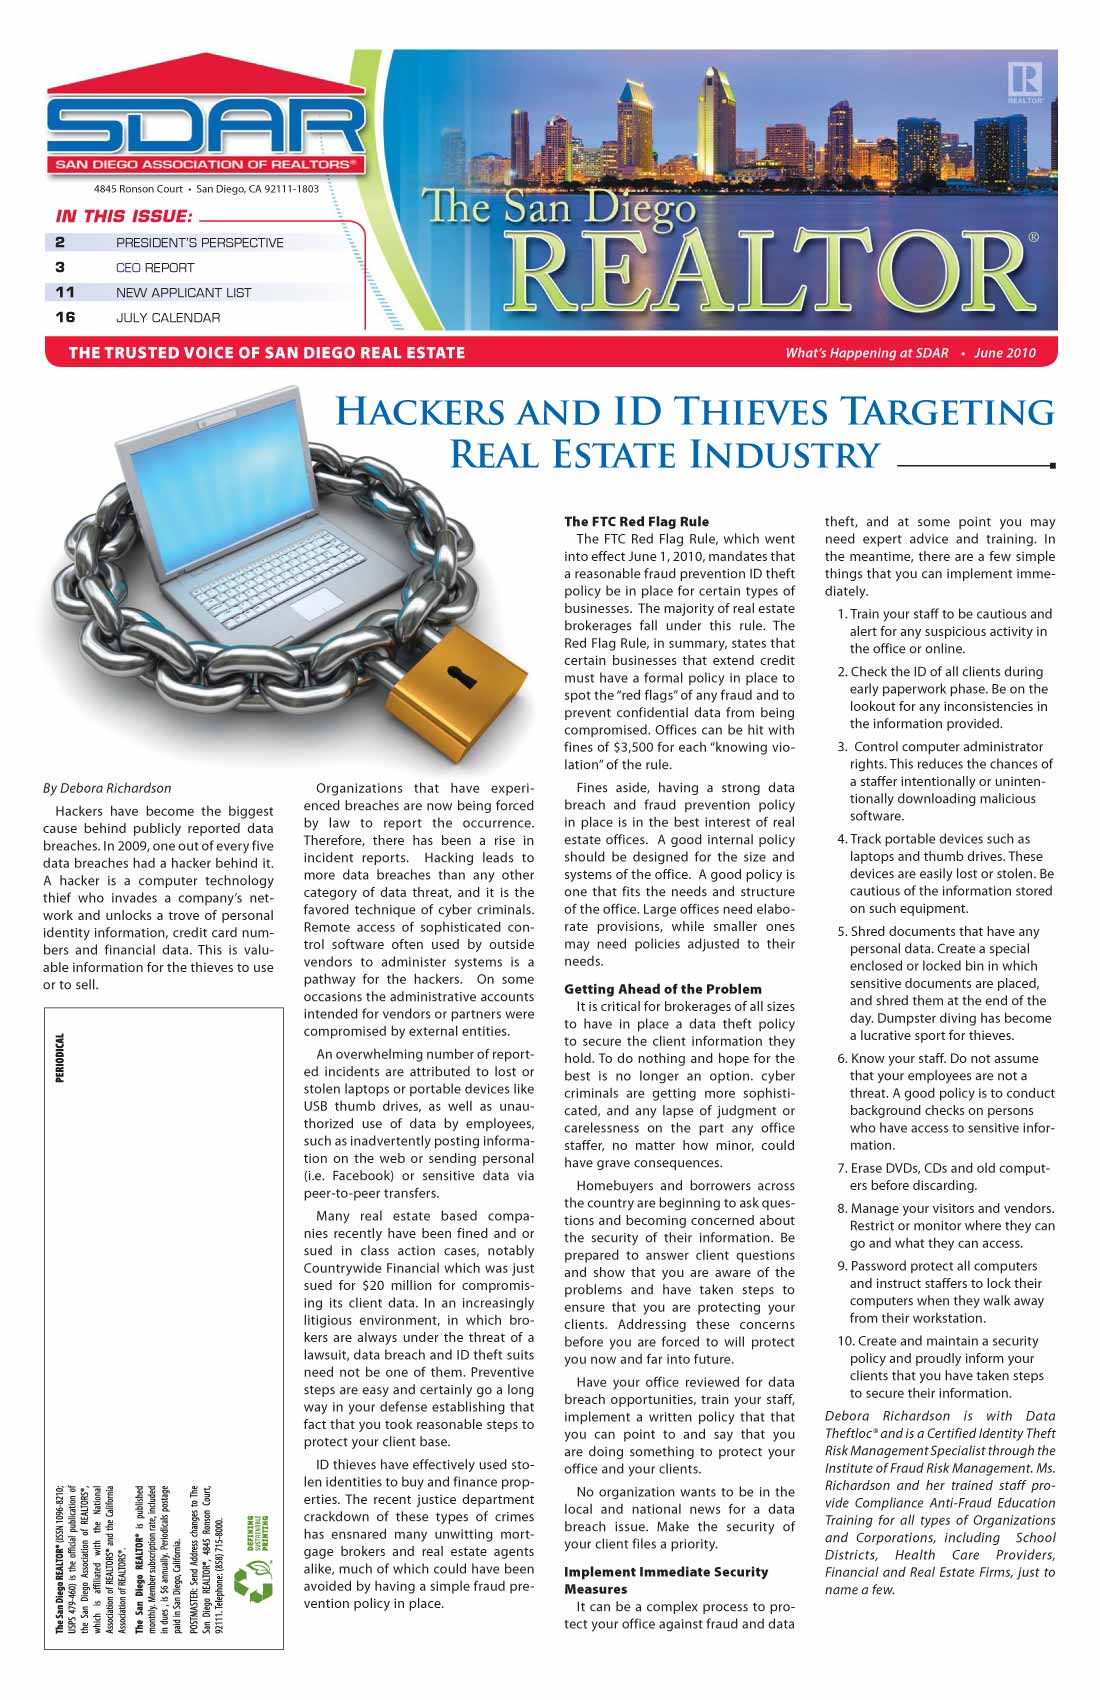 SDAR
SAN DIEGO ASSOCIATION OF REALTORS®
4845 Ronson Court • San Diego, CA 92111-1803
IN THIS ISSUE:
2 PRESIDENT'S PERSPECTIVE
3 CEO REPORT
11 NEW APPLICANT LIST
16 JULY CALENDAR
R
REALTOR®
The San Diego
REALTOR®
THE TRUSTED VOICE OF SAN DIEGO REAL ESTATE
What's Happening at SDAR • June 2010
Hackers and ID Thieves Targeting
Real Estate Industry
By Debora Richardson
Hackers have become the biggest
cause behind publicly reported data
breaches. In 2009, one out of every five
data breaches had a hacker behind it.
A hacker is a computer technology
thief who invades a company's net-
work and unlocks a trove of personal
identity information, credit card num-
bers and financial data. This is valu-
able information for the thieves to use
or to sell.
PERIODICAL
The San Diego REALTOR® (ISSN 1096-8210;
USPS 479-460) is the official publication of
the San Diego Association of REALTORS®,
which is affiliated with the National
Association of REALTORS® and the California
Association of REALTORS®.
The San Diego REALTOR® is published
monthly. Member subscription rate, included
in dues , is $6 annually. Periodicals postage
paid in San Diego, California.
POSTMASTER: Send Address changes to The
San Diego REALTOR®, 4845 Ronson Court,
92111. Telephone: (858) 715-8000.
DEFINING
SUSTAINABLE
PRINTING
Organizations that have experi-
enced breaches are now being forced
by law to report the occurrence.
Therefore, there has been a rise in
incident reports. Hacking leads to
more data breaches than any other
category of data threat, and it is the
favored technique of cyber criminals.
Remote access of sophisticated con-
trol software often used by outside
vendors to administer systems is a
pathway for the hackers. On some
occasions the administrative accounts
intended for vendors or partners were
compromised by external entities.
An overwhelming number of report-
ed incidents are attributed to lost or
stolen laptops or portable devices like
USB thumb drives, as well as unau-
thorized use of data by employees,
such as inadvertently posting informa-
tion on the web or sending personal
(i.e. Facebook) or sensitive data via
peer-to-peer transfers.
Many real estate based compa-
nies recently have been fined and or
sued in class action cases, notably
Countrywide Financial which was just
sued for $20 million for compromis-
ing its client data. In an increasingly
litigious environment, in which bro-
kers are always under the threat of a
lawsuit, data breach and ID theft suits
need not be one of them. Preventive
steps are easy and certainly go a long
way in your defense establishing that
fact that you took reasonable steps to
protect your client base.
ID thieves have effectively used sto-
len identities to buy and finance prop-
erties. The recent justice department
crackdown of these types of crimes
has ensnared many unwitting mort-
gage brokers and real estate agents
alike, much of which could have been
avoided by having a simple fraud pre-
vention policy in place.
The FTC Red Flag Rule
The FTC Red Flag Rule, which went
into effect June 1, 2010, mandates that
a reasonable fraud prevention ID theft
policy be in place for certain types of
businesses. The majority of real estate
brokerages fall under this rule. The
Red Flag Rule, in summary, states that
certain businesses that extend credit
must have a formal policy in place to
spot the "red flags" of any fraud and to
prevent confidential data from being
compromised. Offices can be hit with
fines of $3,500 for each "knowing vio-
lation" of the rule.
Fines aside, having a strong data
breach and fraud prevention policy
in place is in the best interest of real
estate offices. A good internal policy
should be designed for the size and
systems of the office. A good policy is
one that fits the needs and structure
of the office. Large offices need elabo-
rate provisions, while smaller ones
may need policies adjusted to their
needs.
Getting Ahead of the Problem
It is critical for brokerages of all sizes
to have in place a data theft policy
to secure the client information they
hold. To do nothing and hope for the
best is no longer an option. cyber
criminals are getting more sophisti-
cated, and any lapse of judgment or
carelessness on the part any office
staffer, no matter how minor, could
have grave consequences.
Homebuyers and borrowers across
the country are beginning to ask ques-
tions and becoming concerned about
the security of their information. Be
prepared to answer client questions
and show that you are aware of the
problems and have taken steps to
ensure that you are protecting your
clients. Addressing these concerns
before you are forced to will protect
you now and far into future.
Have your office reviewed for data
breach opportunities, train your staff,
implement a written policy that that
you can point to and say that you
are doing something to protect your
office and your clients.
No organization wants to be in the
local and national news for a data
breach issue. Make the security of
your client files a priority.
Implement Immediate Security
Measures
It can be a complex process to pro-
tect your office against fraud and data
theft, and at some point you may
need expert advice and training. In
the meantime, there are a few simple
things that you can implement imme-
diately.
1. Train your staff to be cautious and
alert for any suspicious activity in
the office or online.
2. Check the ID of all clients during
early paperwork phase. Be on the
lookout for any inconsistencies in
the information provided.
3. Control computer administrator
rights. This reduces the chances of
a staffer intentionally or uninten-
tionally downloading malicious
software.
4. Track portable devices such as
laptops and thumb drives. These
devices are easily lost or stolen. Be
cautious of the information stored
on such equipment.
5. Shred documents that have any
personal data. Create a special
enclosed or locked bin in which
sensitive documents are placed,
and shred them at the end of the
day. Dumpster diving has become
a lucrative sport for thieves.
6. Know your staff. Do not assume
that your employees are not a
threat. A good policy is to conduct
background checks on persons
who have access to sensitive infor-
mation.
7. Erase DVDs, CDs and old comput-
ers before discarding.
8. Manage your visitors and vendors.
Restrict or monitor where they can
go and what they can access.
9. Password protect all computers
and instruct staffers to lock their
computers when they walk away
from their workstation.
10. Create and maintain a security
policy and proudly inform your
clients that you have taken steps
to secure their information.
Debora Richardson is with Data
Theftloc® and is a Certified Identity Theft
Risk Management Specialist through the
Institute of Fraud Risk Management. Ms.
Richardson and her trained staff pro-
vide Compliance Anti-Fraud Education
Training for all types of Organizations
and Corporations, including School
Districts, Health Care Providers,
Financial and Real Estate Firms, just to
name a few.